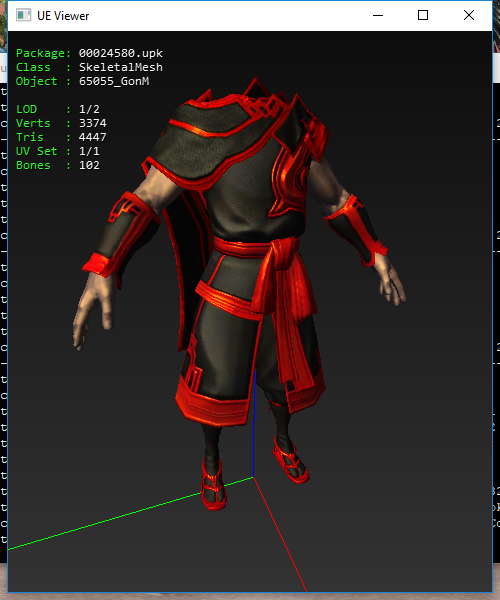 UE Viewer
Package: 00024580.upk
Class : SkeletalMesh
Object : 65055_GonM
LOD : 1/2
Verts : 3374
Tris : 4447
UV Set : 1/1
Bones : 102